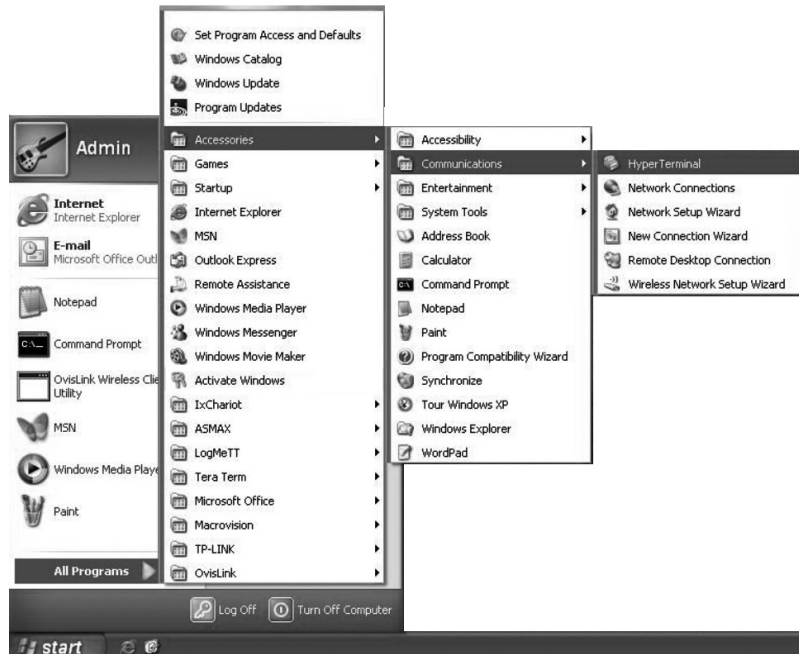 Set Program Access and Defaults
Windows Catalog
Windows Update
Program Updates
Admin
Internet
Internet Explorer
E-mail
Microsoft Office Outl
Notepad
Command Prompt
OvisLink Wireless Clie
Utility
MSN
Windows Media Playe
Paint
All Programs
Accessories
Games
Startup
Internet Explorer
MSN
Outlook Express
Remote Assistance
Windows Media Player
Windows Messenger
Windows Movie Maker
Activate Windows
IxChariot
ASMAX
LogMeTT
Tera Term
Microsoft Office
Macrovision
TP-LINK
OvisLink
Accessibility
Communications
Entertainment
System Tools
Address Book
Calculator
Command Prompt
Notepad
Paint
Program Compatibility Wizard
Synchronize
Tour Windows XP
Windows Explorer
WordPad
HyperTerminal
Network Connections
Network Setup Wizard
New Connection Wizard
Remote Desktop Connection
Wireless Network Setup Wizard
Log Off
Turn Off Computer
start